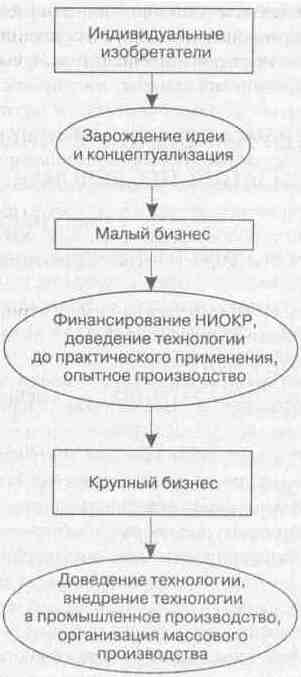 Индивидуальные
изобретатели
Зарождение идеи
и концептуализация
Малый бизнес
Финансирование НИОКР,
доведение технологии
до практического применения,
опытное производство
Крупный бизнес
Доведение технологии,
внедрение технологии
в промышленное производство,
организация массового
производства